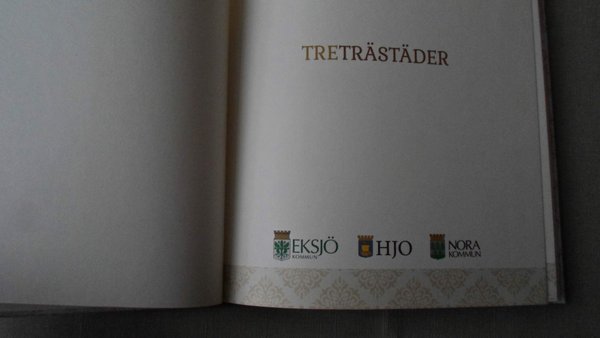 TRETRÄSTÄDER
EKSJÖ
KOMMUN
HJO
NORA
KOMMUN